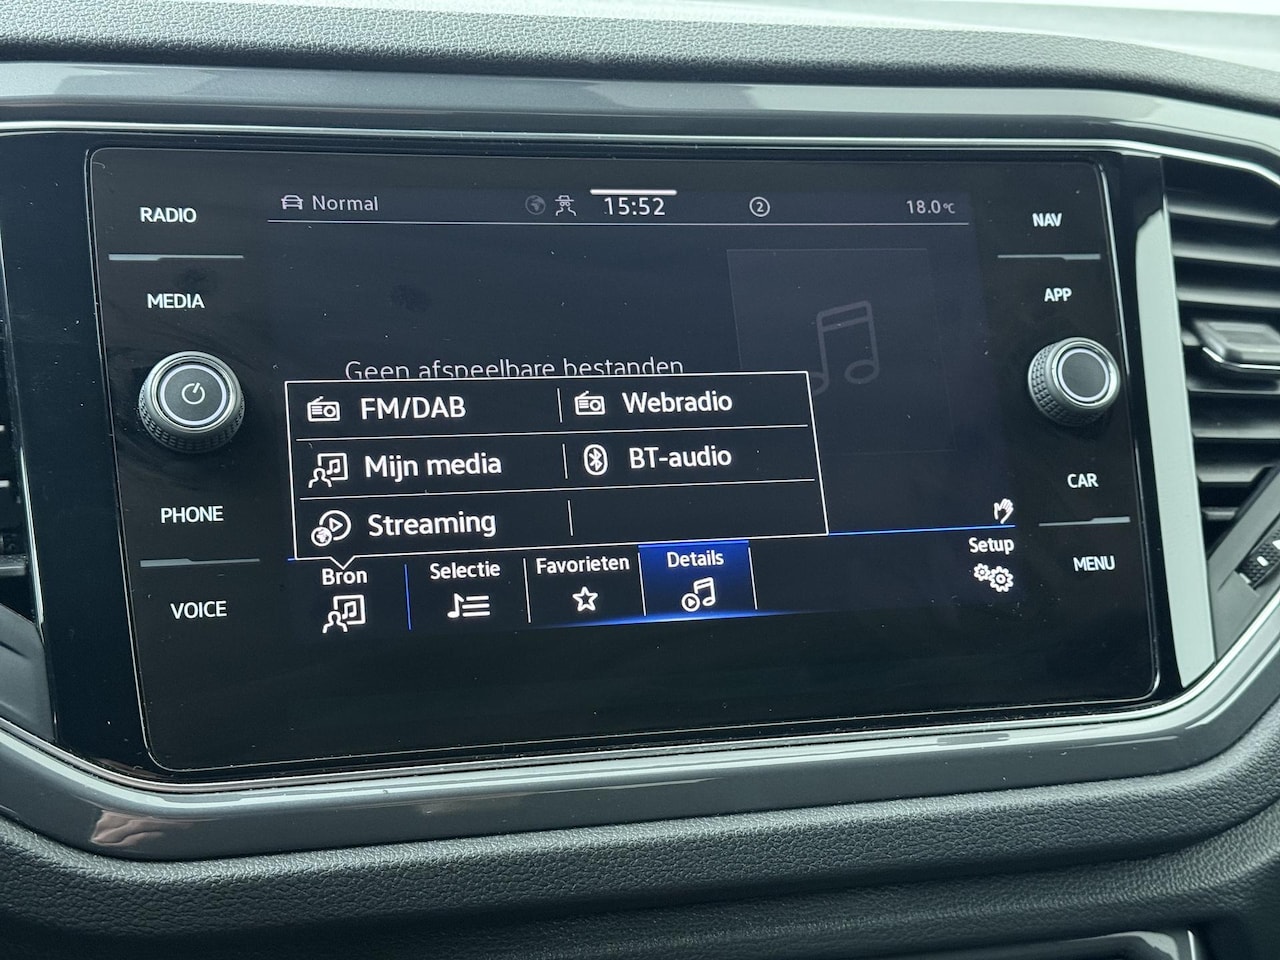 RADIO
MEDIA
PHONE
VOICE
Normal
15:52
2
18.0°C
Geen afspeelbare bestanden
FM/DAB
Webradio
Mijn media
BT-audio
Streaming
Bron
Selectie
Favorieten
Details
Setup
NAV
APP
CAR
MENU